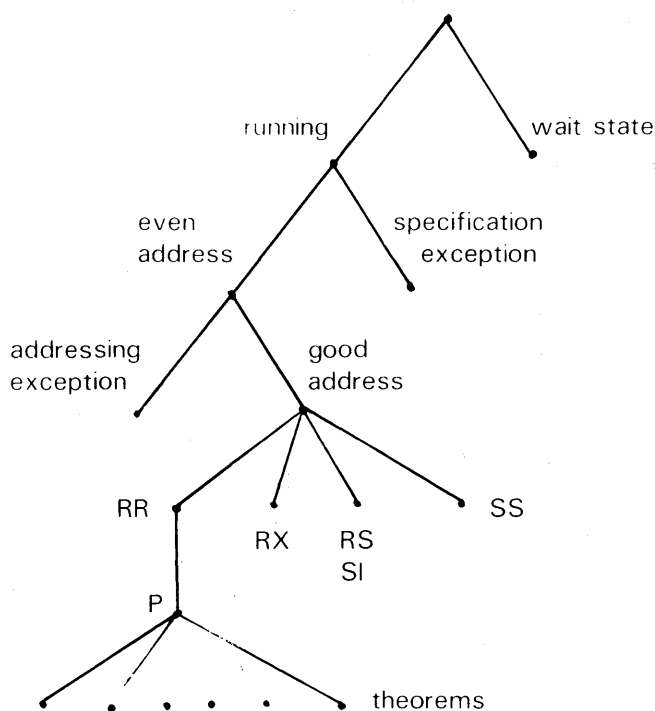 running
wait state
even
address
specification
exception
addressing
exception
good
address
RR
RX
RS
SI
SS
P
theorems